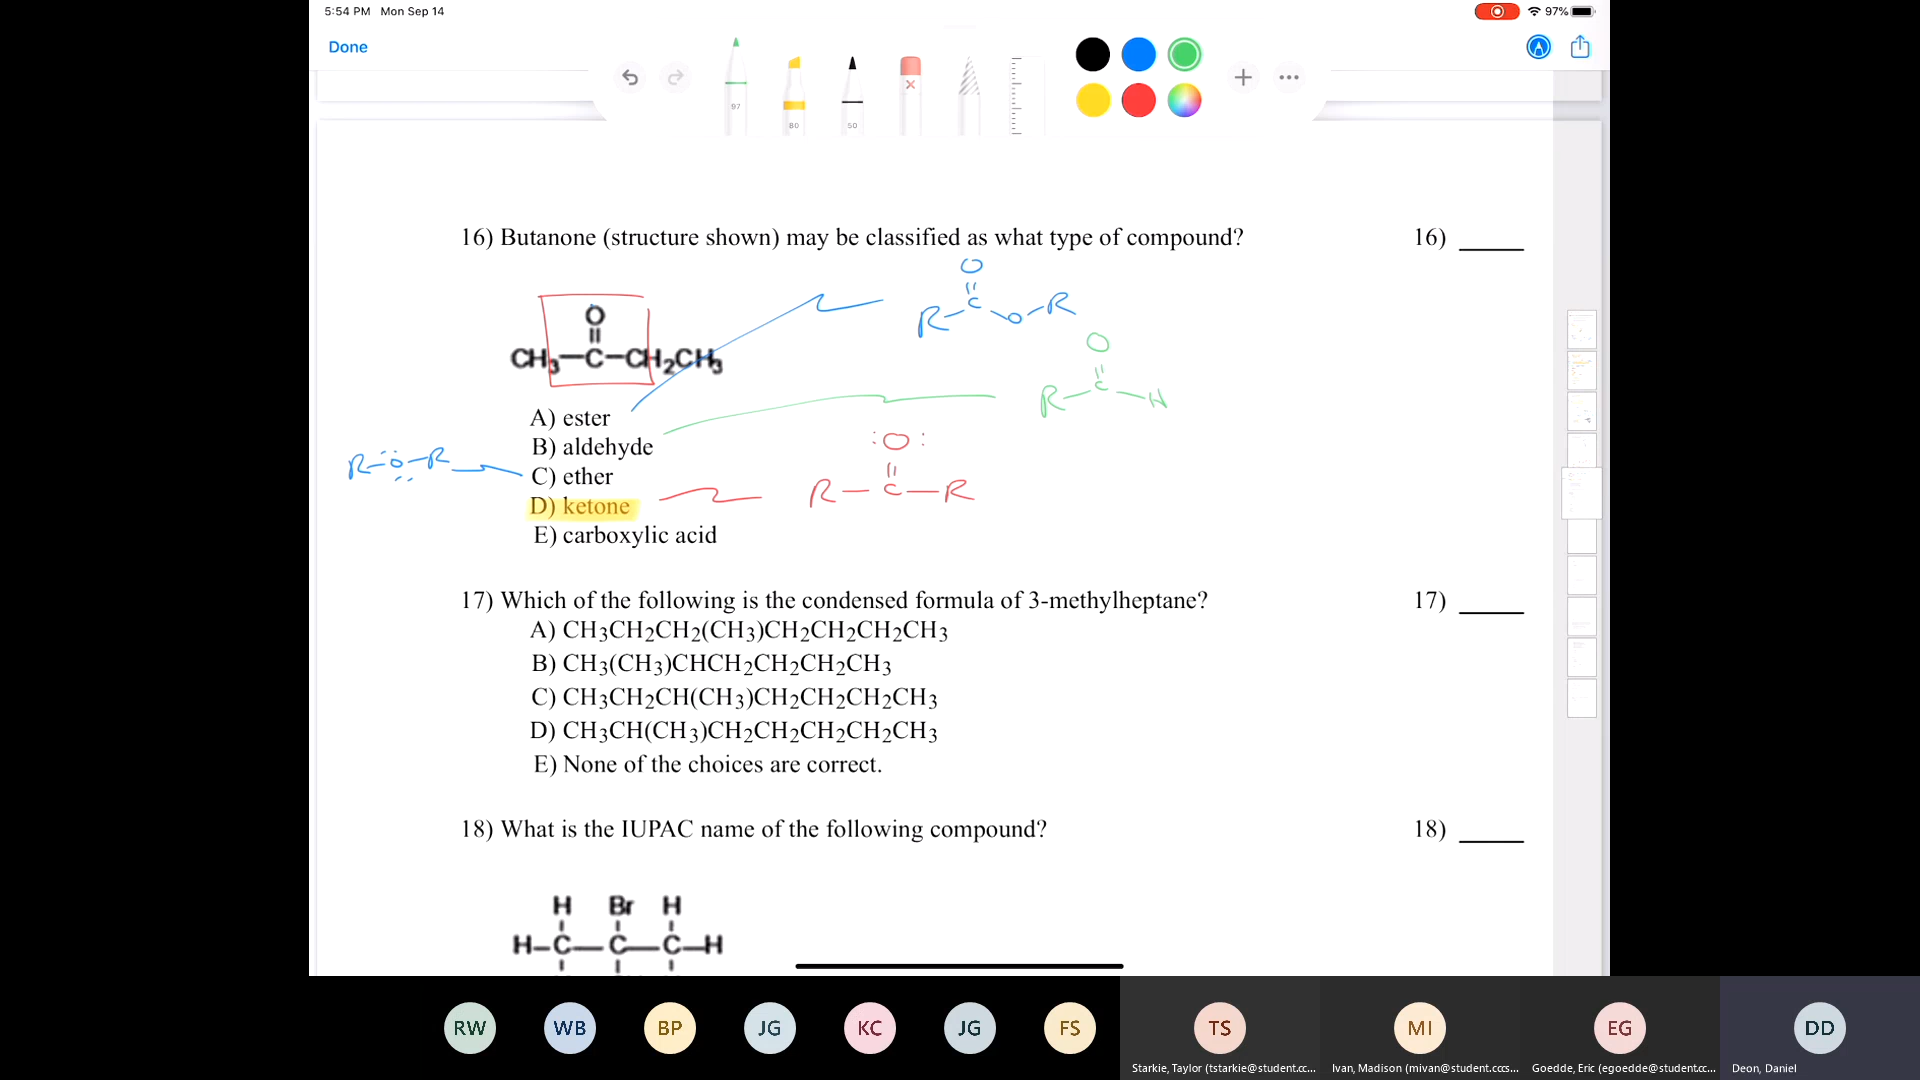 5:54 PM Mon Sep 14
97%
Done
97
80
50
16) Butanone (structure shown) may be classified as what type of compound?
16) _____
O
CH3—C—CH2CH3
O
R—C—O—R
O
R—C—H
A) ester
B) aldehyde
C) ether
D) ketone
E) carboxylic acid
R—O—R
:O:
R—C—R
17) Which of the following is the condensed formula of 3-methylheptane?
17) _____
A) CH3CH2CH2(CH3)CH2CH2CH2CH3
B) CH3(CH3)CHCH2CH2CH2CH3
C) CH3CH2CH(CH3)CH2CH2CH2CH3
D) CH3CH(CH3)CH2CH2CH2CH2CH3
E) None of the choices are correct.
18) What is the IUPAC name of the following compound?
18) _____
H Br H
H—C—C—C—H
RW WB BP JG KC JG FS TS MI EG DD
Starkie, Taylor (tstarkie@student.cc...
Ivan, Madison (mivan@student.cccs...
Goedde, Eric (egoedde@student.cc...
Deon, Daniel